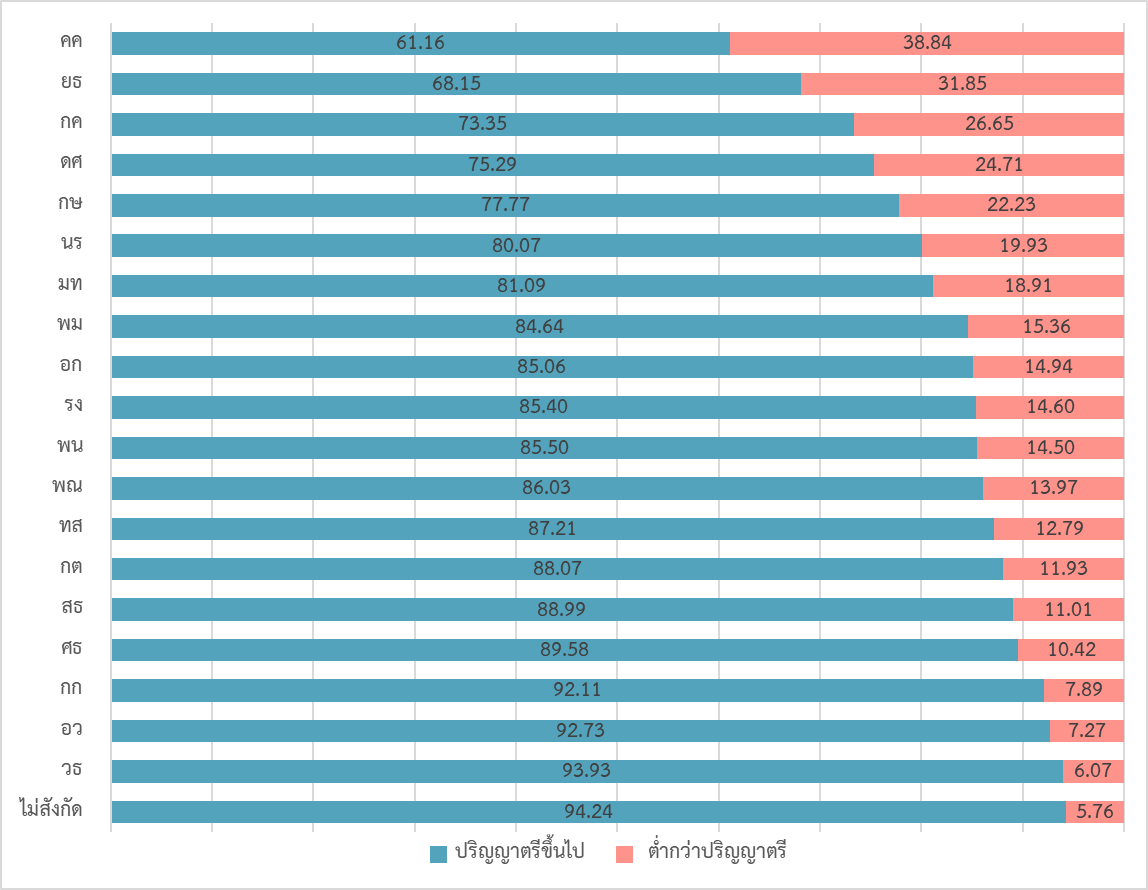 คค 61.16 38.84
ยธ 68.15 31.85
กค 73.35 26.65
ดศ 75.29 24.71
กษ 77.77 22.23
นร 80.07 19.93
มท 81.09 18.91
พม 84.64 15.36
อก 85.06 14.94
รง 85.40 14.60
พน 85.50 14.50
พณ 86.03 13.97
ทส 87.21 12.79
กต 88.07 11.93
สธ 88.99 11.01
ศธ 89.58 10.42
กก 92.11 7.89
อว 92.73 7.27
วธ 93.93 6.07
ไม่สังกัด 94.24 5.76
ปริญญาตรีขึ้นไป ต่ำกว่าปริญญาตรี